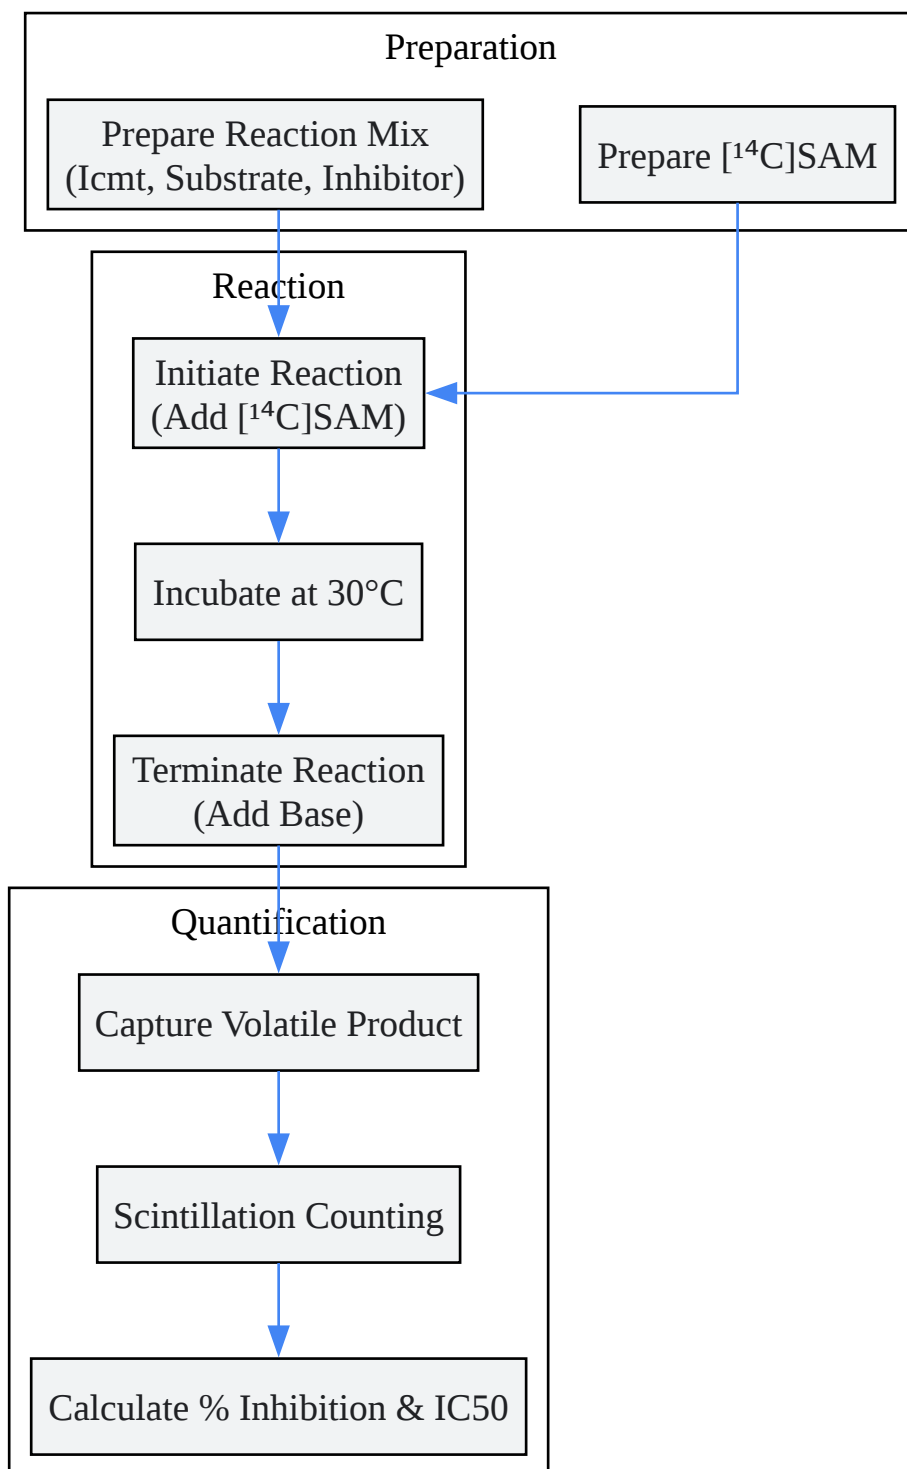 Preparation
Prepare Reaction Mix
(Icmt, Substrate, Inhibitor)
Prepare [¹⁴C]SAM
Reaction
Initiate Reaction
(Add [¹⁴C]SAM)
Incubate at 30°C
Terminate Reaction
(Add Base)
Quantification
Capture Volatile Product
Scintillation Counting
Calculate % Inhibition & IC50